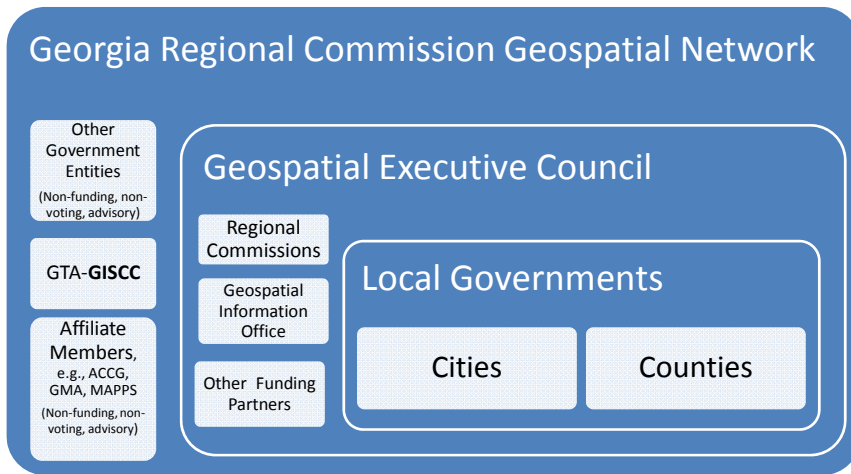 Georgia Regional Commission Geospatial Network
Other
Government
Entities
(Non-funding, non-
voting, advisory)
GTA-GISCC
Affiliate
Members,
e.g., ACCG,
GMA, MAPPS
(Non-funding, non-
voting, advisory)
Geospatial Executive Council
Regional
Commissions
Geospatial
Information
Office
Other Funding
Partners
Local Governments
Cities
Counties